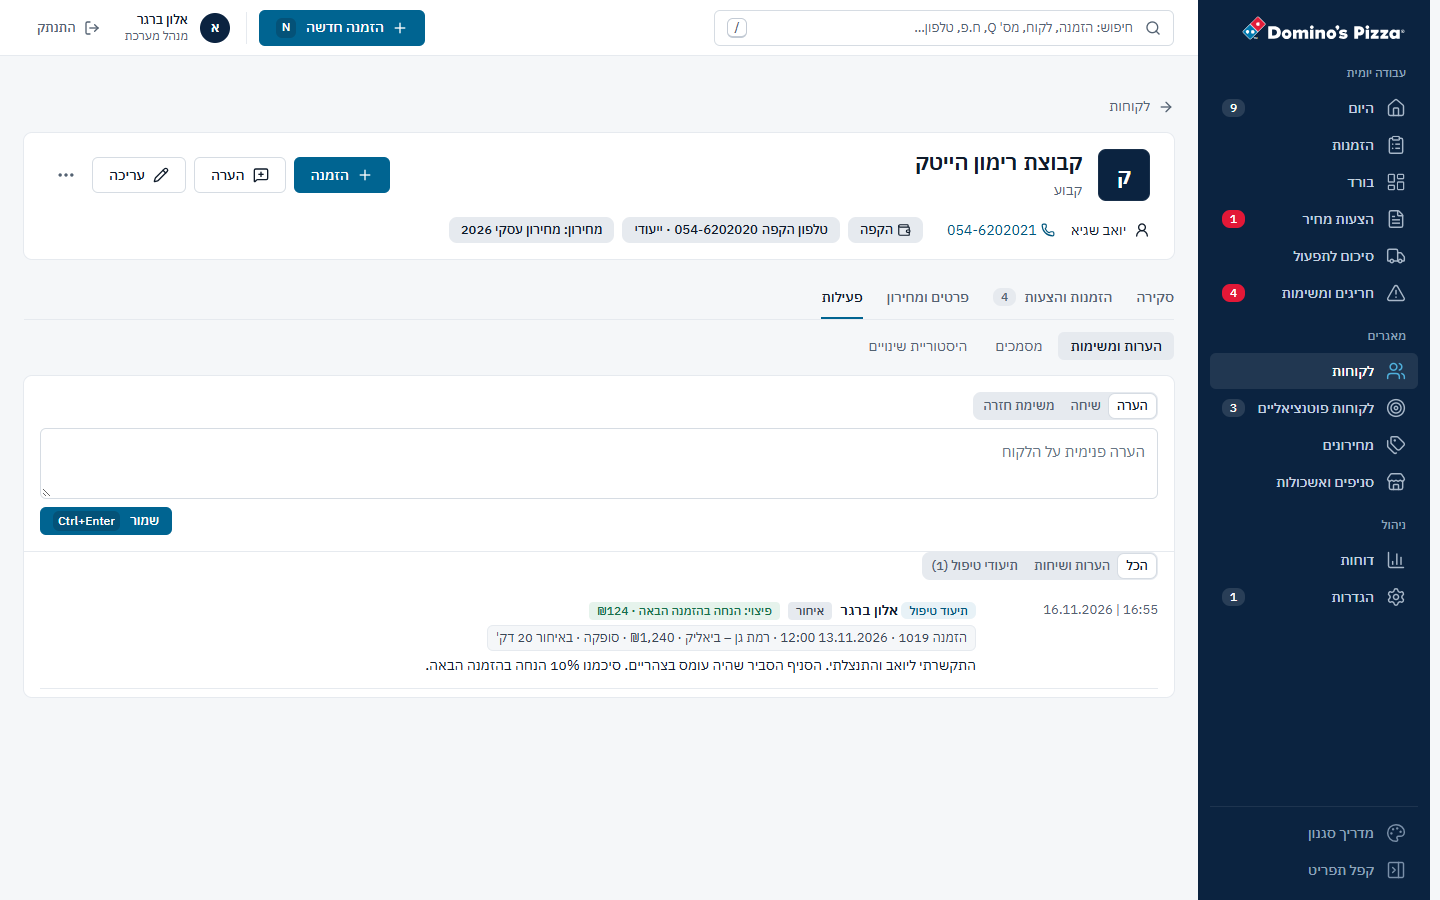 Domino's Pizza
עבודה יומית
היום 9
הזמנות
בורד
הצעות מחיר 1
סיכום לתפעול
חריגים ומשימות 4
מאגרים
לקוחות
לקוחות פוטנציאליים 3
מחירונים
סניפים ואשכולות
ניהול
דוחות
הגדרות 1
מדריך סגנון
קפל תפריט
חיפוש: הזמנה, לקוח, מס' Q, ח.פ, טלפון... /
הזמנה חדשה N
א
אלון ברגר
מנהל מערכת
התנתק
לקוחות
ק
קבוצת רימון הייטק
קבוע
הזמנה
הערה
עריכה
יואב שגיא 054-6202021 הקפה טלפון הקפה 054-6202020 · ייעודי מחירון: מחירון עסקי 2026
סקירה הזמנות והצעות 4 פרטים ומחירון פעילות
הערות ומשימות מסמכים היסטוריית שינויים
הערה שיחה משימת חזרה
הערה פנימית על הלקוח
שמור Ctrl+Enter
הכל הערות ושיחות תיעודי טיפול (1)
16.11.2026 | 16:55 תיעוד טיפול אלון ברגר איחור פיצוי: הנחה בהזמנה הבאה · ₪124
הזמנה 1019 · 13.11.2026 12:00 · רמת גן – ביאליק · ₪1,240 · סופקה · באיחור 20 דק'
התקשרתי ליואב והתנצלתי. הסניף הסביר שהיה עומס בצהריים. סיכמנו 10% הנחה בהזמנה הבאה.